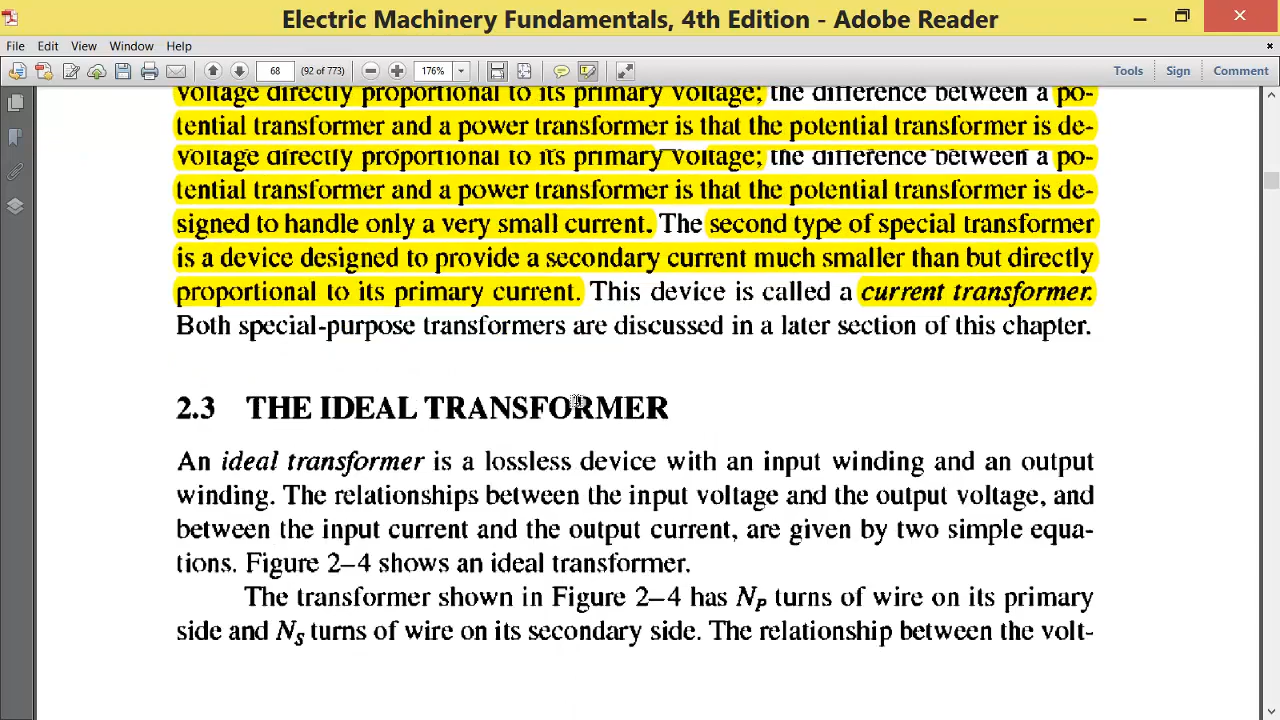 Electric Machinery Fundamentals, 4th Edition - Adobe Reader
File Edit View Window Help
68 (92 of 773) 176% Tools Sign Comment
voltage directly proportional to its primary voltage; the difference between a po-
tential transformer and a power transformer is that the potential transformer is de-
voltage directly proportional to its primary voltage; the difference between a po-
tential transformer and a power transformer is that the potential transformer is de-
signed to handle only a very small current. The second type of special transformer
is a device designed to provide a secondary current much smaller than but directly
proportional to its primary current. This device is called a current transformer.
Both special-purpose transformers are discussed in a later section of this chapter.
2.3 THE IDEAL TRANSFORMER
An ideal transformer is a lossless device with an input winding and an output
winding. The relationships between the input voltage and the output voltage, and
between the input current and the output current, are given by two simple equa-
tions. Figure 2–4 shows an ideal transformer.
The transformer shown in Figure 2–4 has NP turns of wire on its primary
side and NS turns of wire on its secondary side. The relationship between the volt-